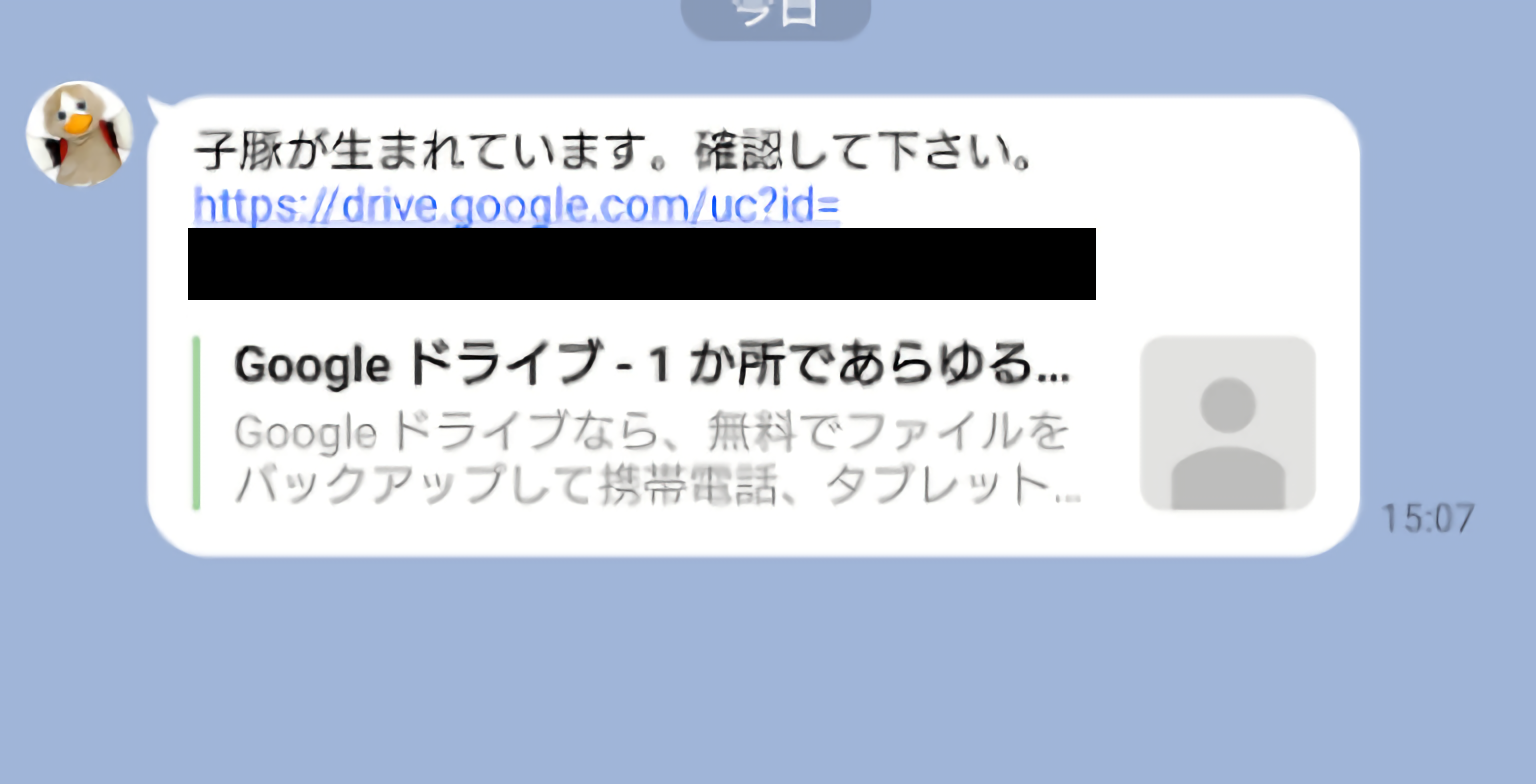 今日
子豚が生まれています。確認して下さい。
https://drive.google.com/uc?id=
Google ドライブ - 1 か所であらゆる...
Google ドライブなら、無料でファイルを
バックアップして携帯電話、タブレット...
15:07